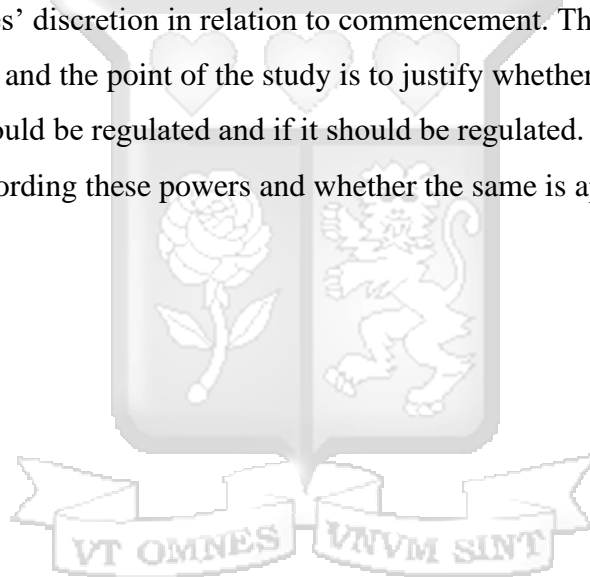 es’ discretion in relation to commencement. Th
and the point of the study is to justify whether
ould be regulated and if it should be regulated.
ording these powers and whether the same is a
VT OMNES VNVM SINT